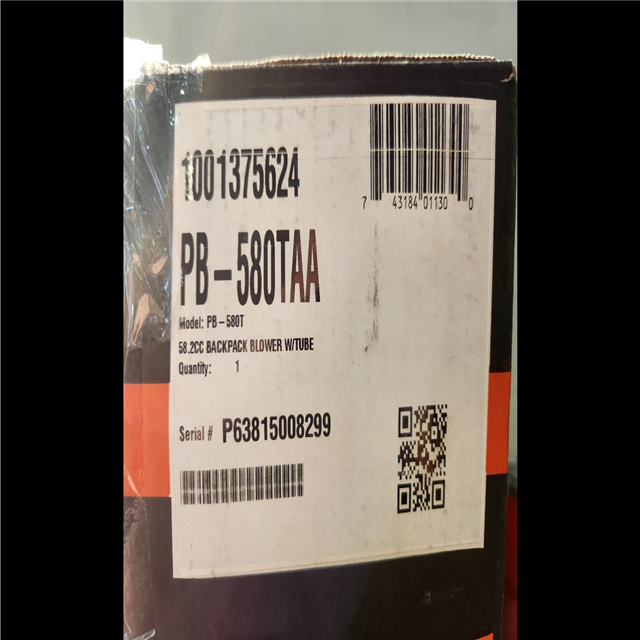 1001375624
7 43184 01130 0
PB-580TAA
Model: PB-580T
58.2CC BACKPACK BLOWER W/TUBE
Quantity: 1
Serial # P63815008299